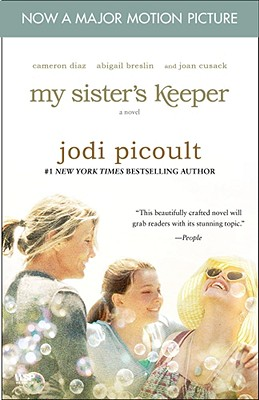 NOW A MAJOR MOTION PICTURE
cameron diaz abigail breslin and joan cusack
my sister's keeper
a novel
jodi picoult
#1 NEW YORK TIMES BESTSELLING AUTHOR
"This beautifully crafted novel will
grab readers with its stunning topic."
—People